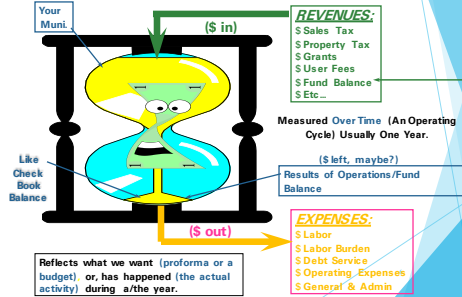 Your
Muni.
($ in)
REVENUES:
$ Sales Tax
$ Property Tax
$ Grants
$ User Fees
$ Fund Balance
$ Etc...
Measured Over Time (An Operating
Cycle) Usually One Year.
($ left, maybe?)
Results of Operations/Fund
Balance
Like
Check
Book
Balance
($ out)
EXPENSES:
$ Labor
$ Labor Burden
$ Debt Service
$ Operating Expenses
$ General & Admin
Reflects what we want (proforma or a
budget), or, has happened (the actual
activity) during a/the year.